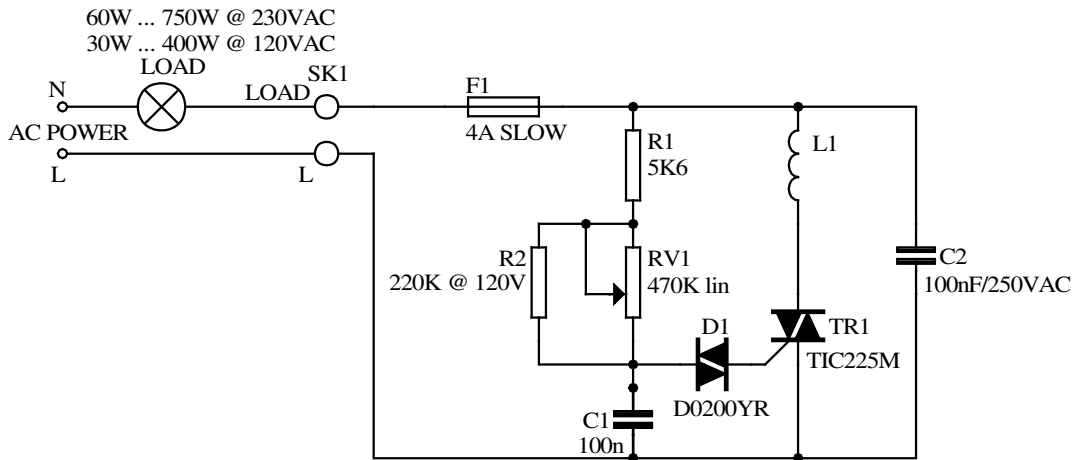 60W ... 750W @ 230VAC
30W ... 400W @ 120VAC
LOAD
SK1
N
LOAD
F1
AC POWER
4A SLOW
L
L
R1
5K6
L1
R2
220K @ 120V
RV1
470K lin
C2
100nF/250VAC
D1
TR1
TIC225M
D0200YR
C1
100n